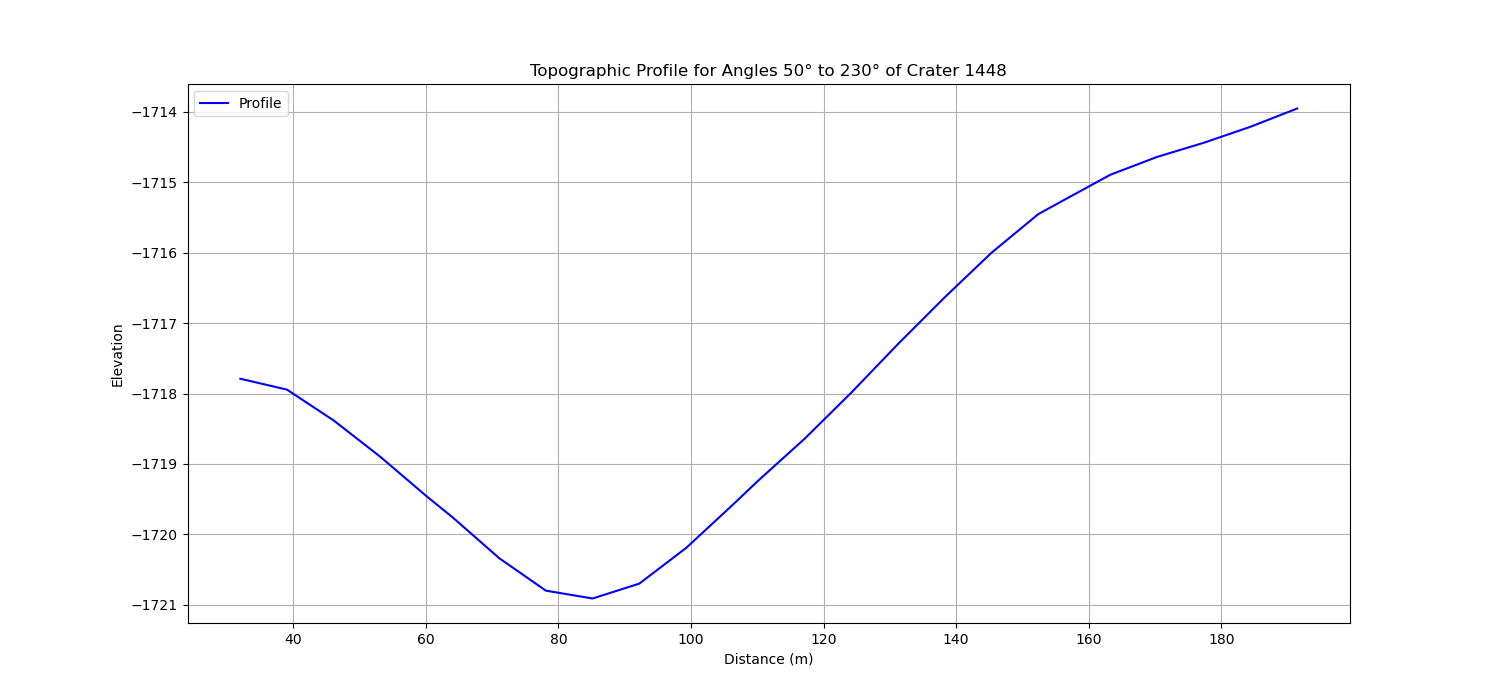 Topographic Profile for Angles 50° to 230° of Crater 1448
Profile
−1714
−1715
−1716
−1717
−1718
−1719
−1720
−1721
Elevation
40 60 80 100 120 140 160 180
Distance (m)